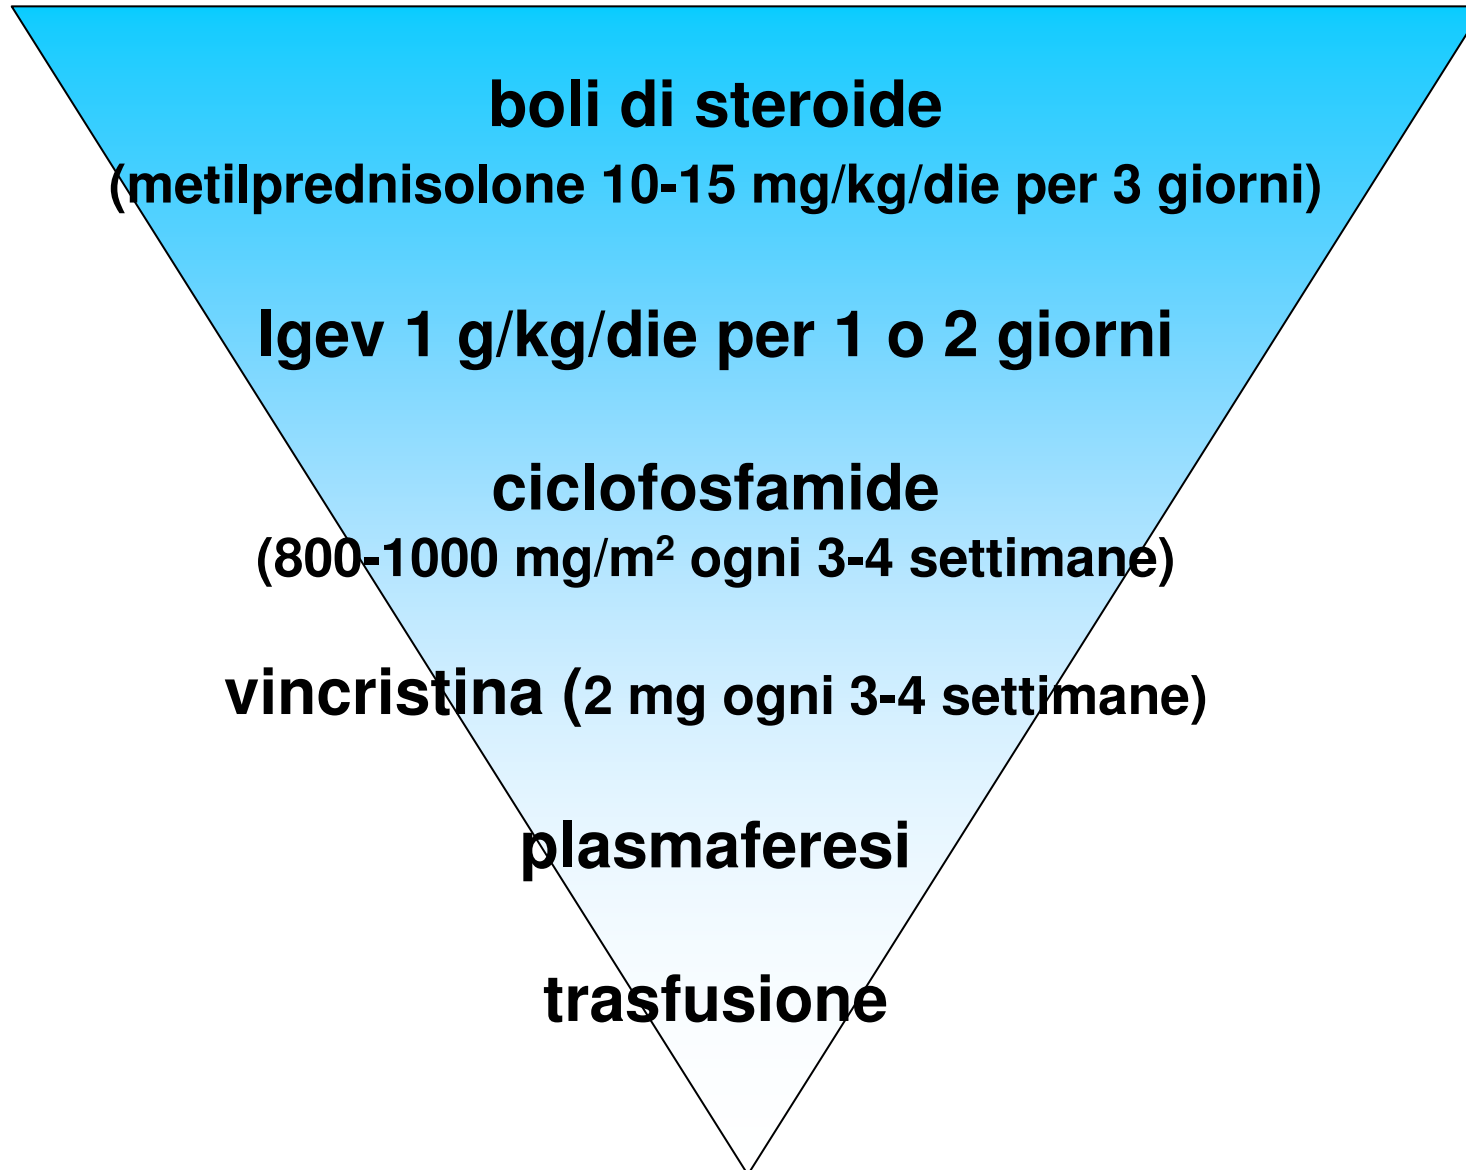 boli di steroide
(metilprednisolone 10-15 mg/kg/die per 3 giorni)
Igev 1 g/kg/die per 1 o 2 giorni
ciclofosfamide
(800-1000 mg/m² ogni 3-4 settimane)
vincristina (2 mg ogni 3-4 settimane)
plasmaferesi
trasfusione